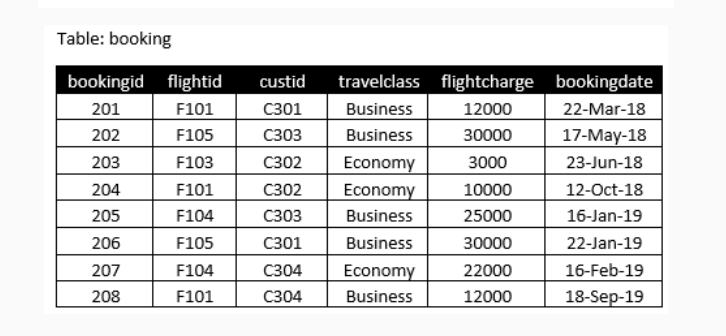 Table: booking
bookingid flightid custid travelclass flightcharge bookingdate
201 F101 C301 Business 12000 22-Mar-18
202 F105 C303 Business 30000 17-May-18
203 F103 C302 Economy 3000 23-Jun-18
204 F101 C302 Economy 10000 12-Oct-18
205 F104 C303 Business 25000 16-Jan-19
206 F105 C301 Business 30000 22-Jan-19
207 F104 C304 Economy 22000 16-Feb-19
208 F101 C304 Business 12000 18-Sep-19